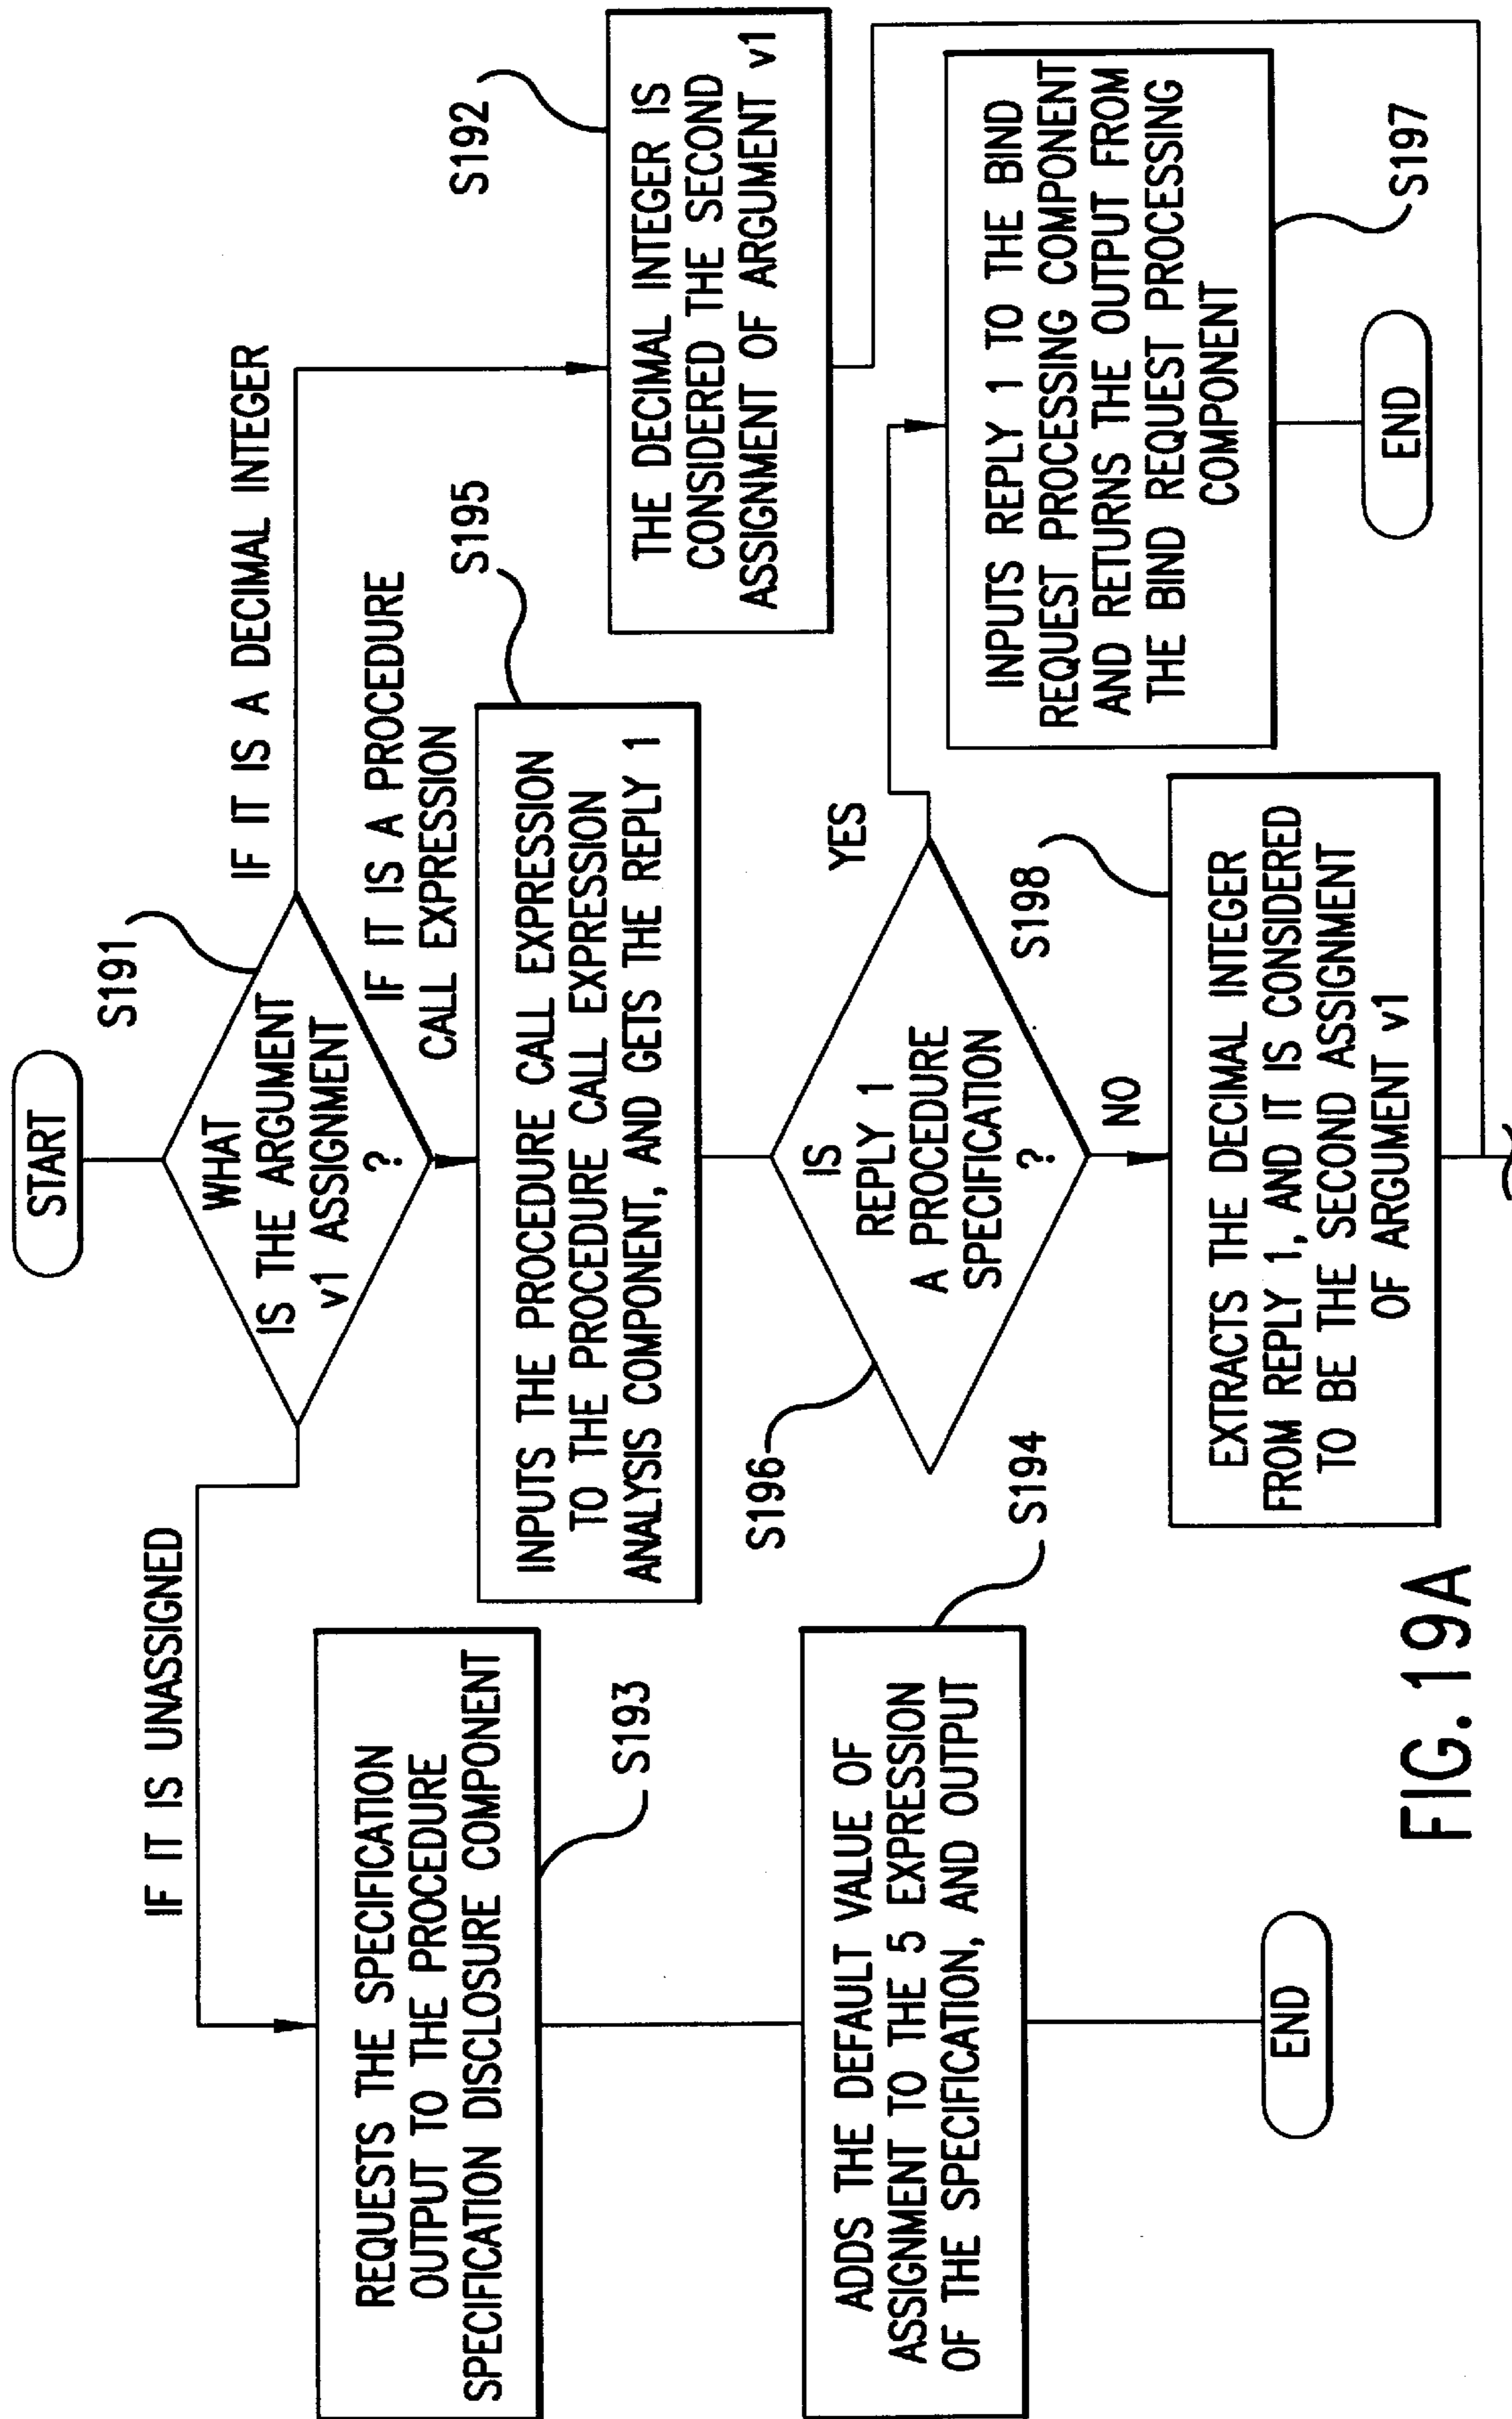 START
S191
WHAT
IS THE ARGUMENT
v1 ASSIGNMENT
?
IF IT IS UNASSIGNED
IF IT IS A DECIMAL INTEGER
IF IT IS A PROCEDURE
CALL EXPRESSION
S192
THE DECIMAL INTEGER IS
CONSIDERED THE SECOND
ASSIGNMENT OF ARGUMENT v1
REQUESTS THE SPECIFICATION
OUTPUT TO THE PROCEDURE
SPECIFICATION DISCLOSURE COMPONENT
S193
S195
INPUTS THE PROCEDURE CALL EXPRESSION
TO THE PROCEDURE CALL EXPRESSION
ANALYSIS COMPONENT, AND GETS THE REPLY 1
S196
IS
REPLY 1
A PROCEDURE
SPECIFICATION
?
YES
NO
S194
ADDS THE DEFAULT VALUE OF
ASSIGNMENT TO THE 5 EXPRESSION
OF THE SPECIFICATION, AND OUTPUT
END
INPUTS REPLY 1 TO THE BIND
REQUEST PROCESSING COMPONENT
AND RETURNS THE OUTPUT FROM
THE BIND REQUEST PROCESSING
COMPONENT
S197
END
S198
EXTRACTS THE DECIMAL INTEGER
FROM REPLY 1, AND IT IS CONSIDERED
TO BE THE SECOND ASSIGNMENT
OF ARGUMENT v1
FIG. 19A